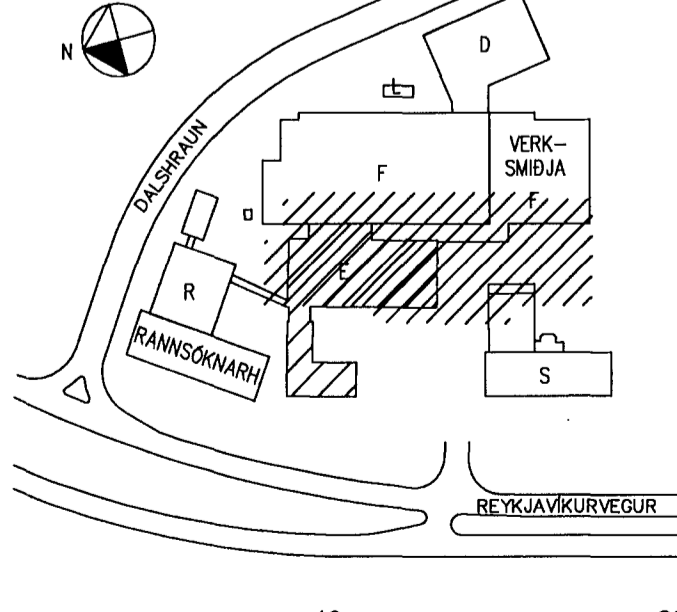 N
D
L
DALSHRAUN
VERK-
SMIÐJA
F
F
E
R
RANNSÓKNARH
S
REYKJAVÍKURVEGUR